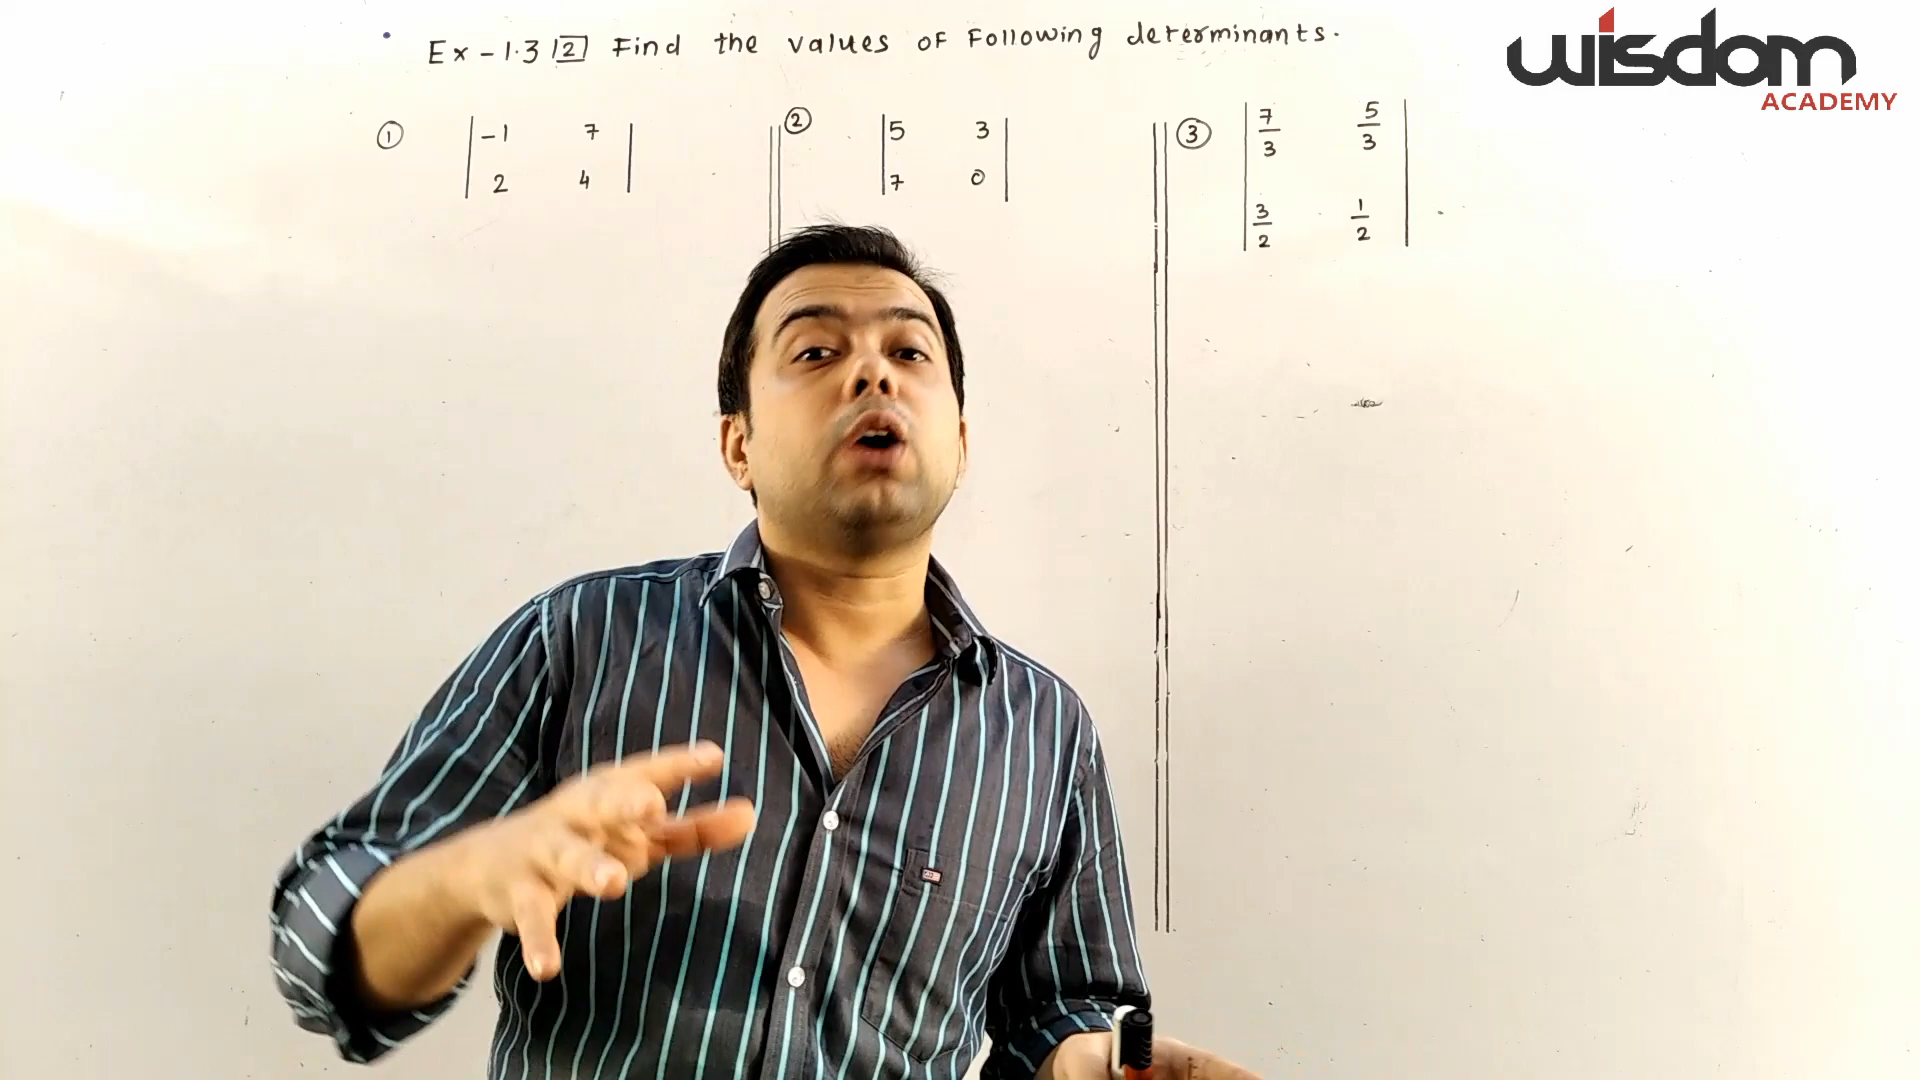 Ex - 1.3 2 Find the values of Following determinants.
wisdom
ACADEMY
1 -1 7
2 4
2 5 3
7 0
3 7/3 5/3
3/2 1/2